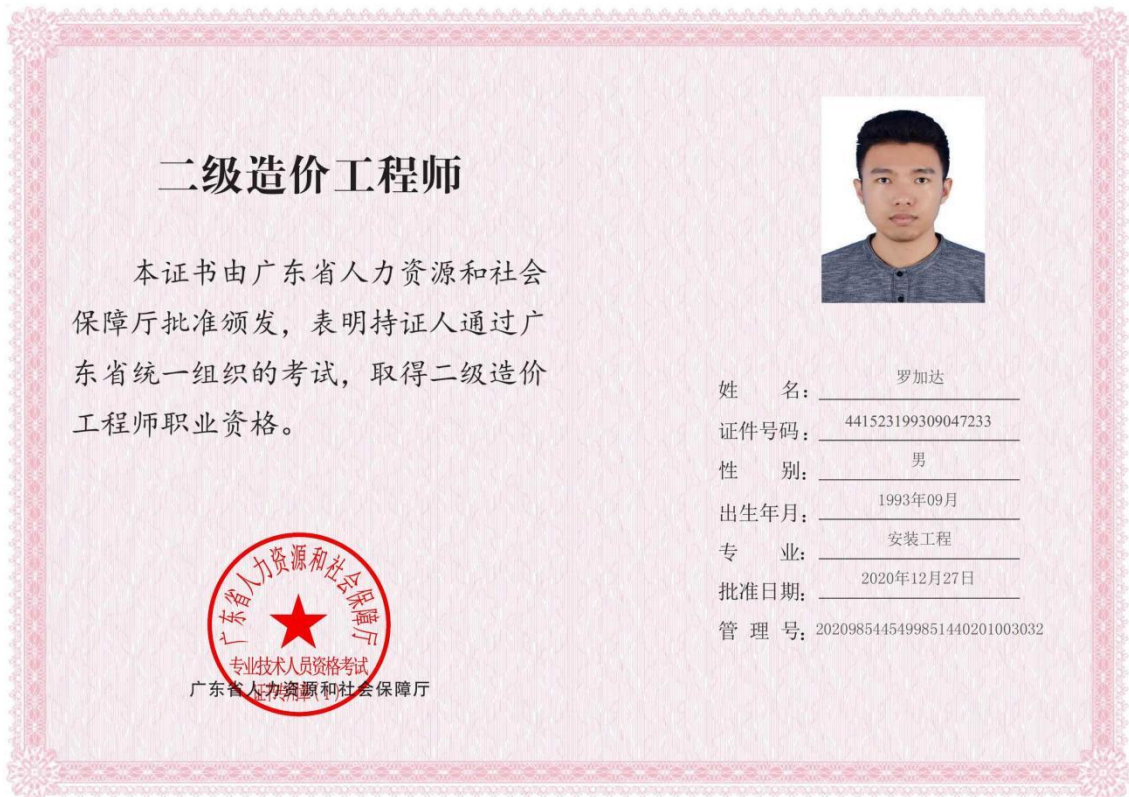 二级造价工程师
本证书由广东省人力资源和社会
保障厅批准颁发，表明持证人通过广
东省统一组织的考试，取得二级造价
工程师职业资格。
广东省人力资源和社会保障厅
专业技术人员资格考试
证书专用章(1)
广东省人力资源和社会保障厅
姓 名：罗加达
证件号码：441523199309047233
性 别：男
出生年月：1993年09月
专 业：安装工程
批准日期：2020年12月27日
管 理 号：2020985445499851440201003032